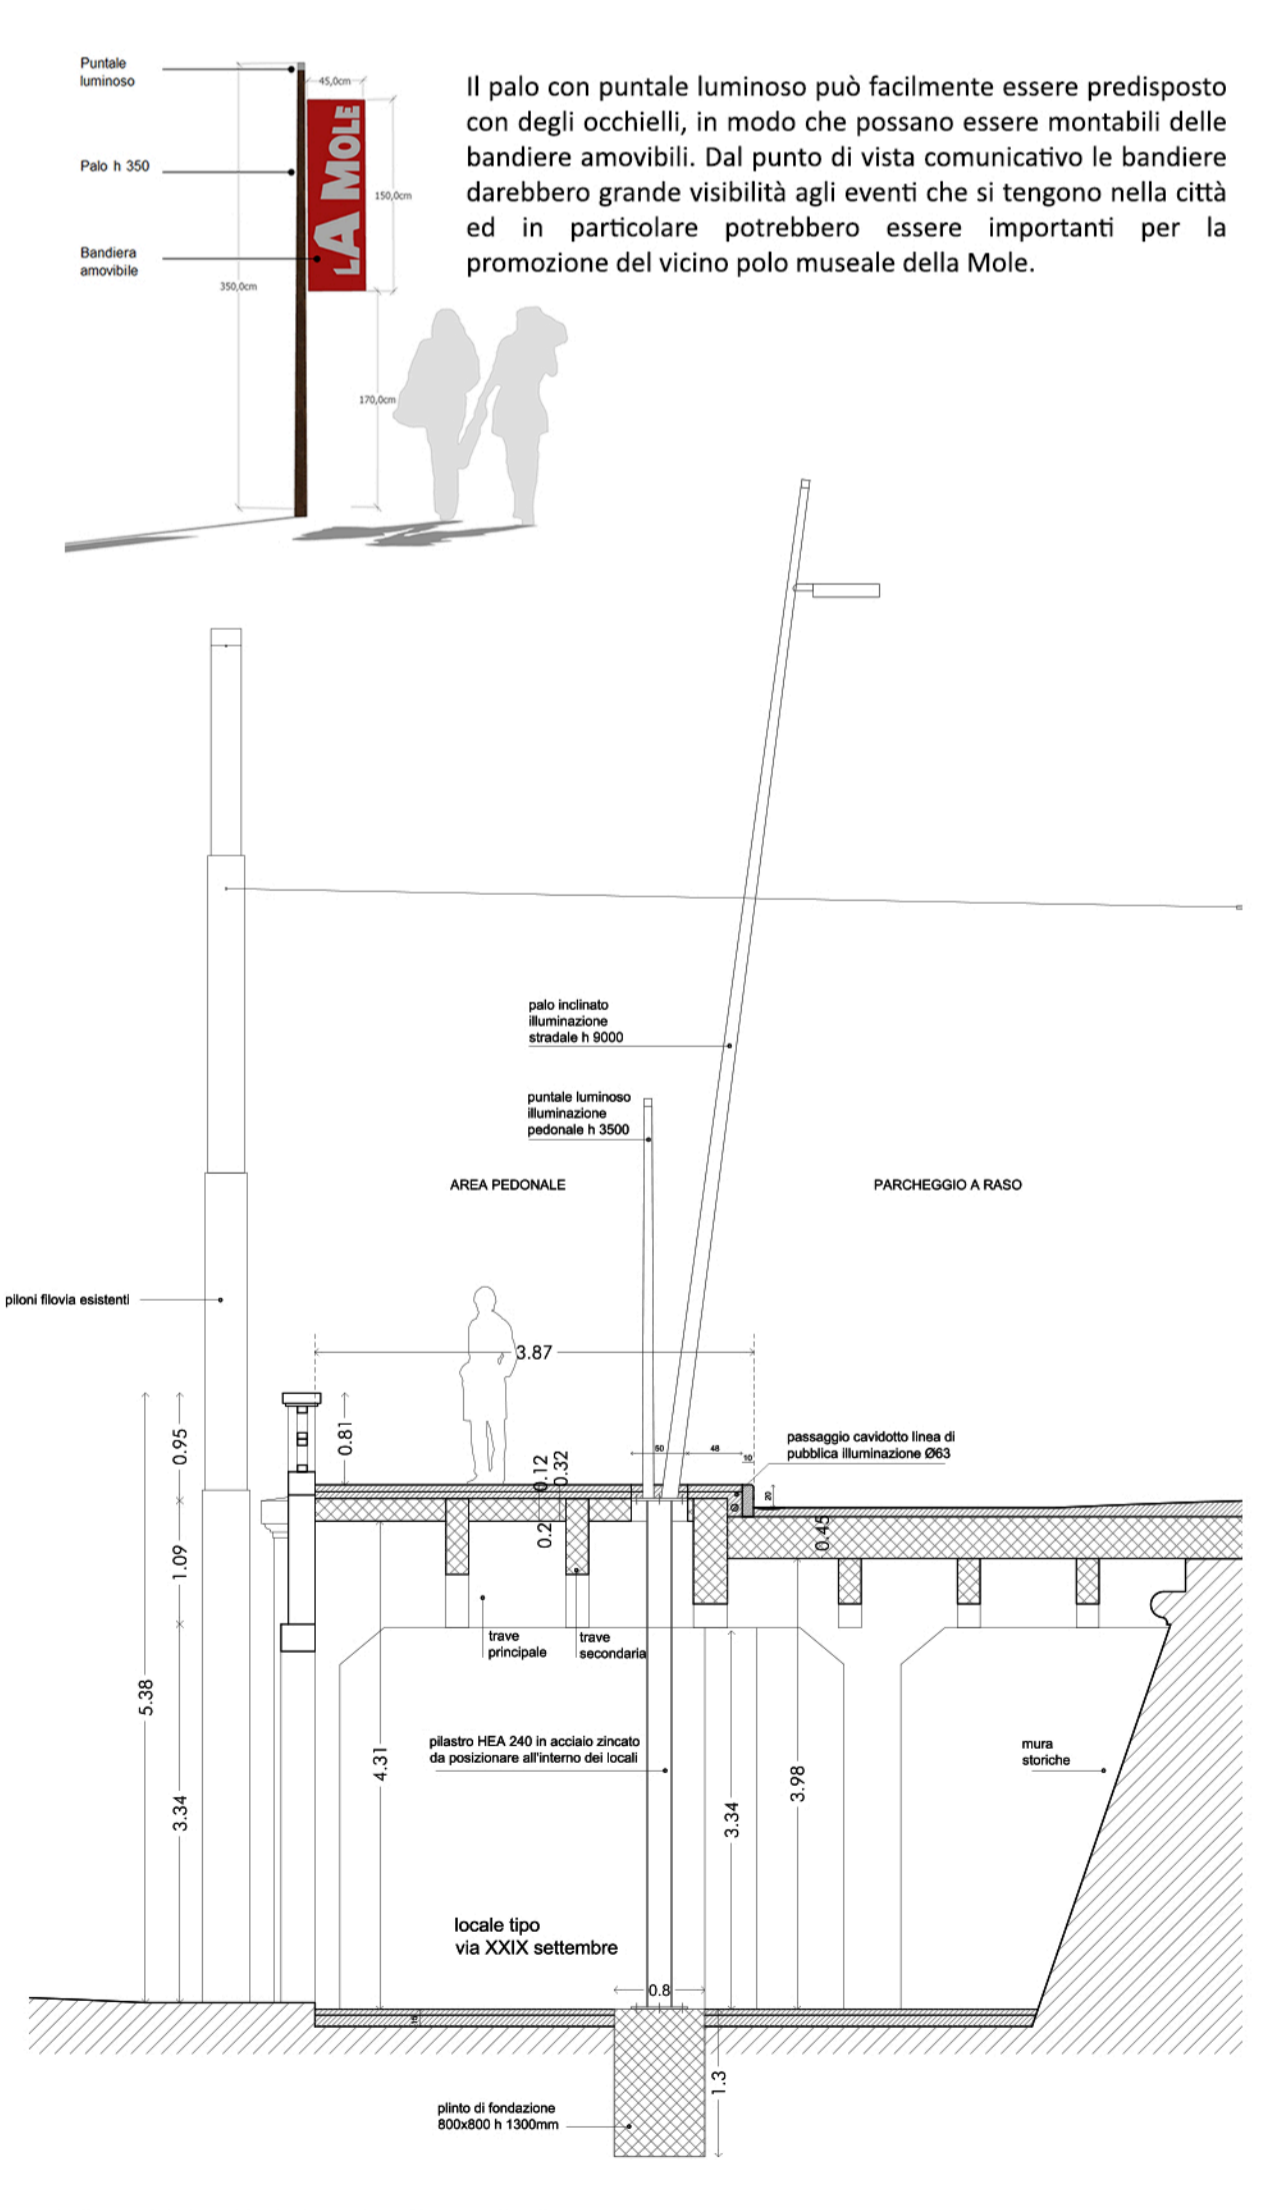 Puntale
luminoso
45,0cm
Il palo con puntale luminoso può facilmente essere predisposto
con degli occhielli, in modo che possano essere montabili delle
bandiere amovibili. Dal punto di vista comunicativo le bandiere
darebbero grande visibilità agli eventi che si tengono nella città
ed in particolare potrebbero essere importanti per la
promozione del vicino polo museale della Mole.
Palo h 350
LA MOLE
150,0cm
Bandiera
amovibile
350,0cm
170,0cm
palo inclinato
illuminazione
stradale h 9000
puntale luminoso
illuminazione
pedonale h 3500
AREA PEDONALE
PARCHEGGIO A RASO
piloni filovia esistenti
3.87
0.95
0.81
passaggio cavidotto linea di
pubblica illuminazione Ø63
50
48
10
20
0.12
0.32
0.2
0.45
1.09
trave
principale
trave
secondaria
5.38
4.31
pilastro HEA 240 in acciaio zincato
da posizionare all'interno dei locali
mura
storiche
3.34
3.34
3.98
locale tipo
via XXIX settembre
0.8
15
1.3
plinto di fondazione
800x800 h 1300mm